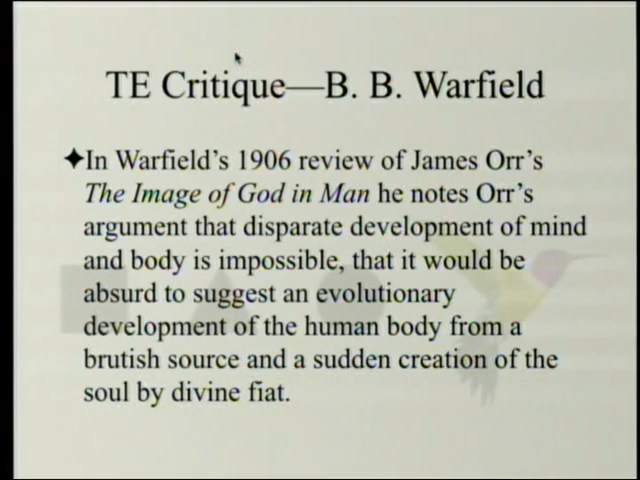 TE Critique—B. B. Warfield
✦In Warfield's 1906 review of James Orr's
The Image of God in Man he notes Orr's
argument that disparate development of mind
and body is impossible, that it would be
absurd to suggest an evolutionary
development of the human body from a
brutish source and a sudden creation of the
soul by divine fiat.